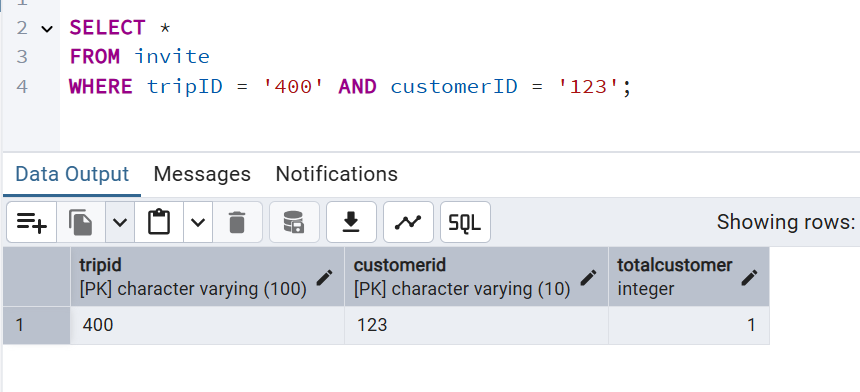 2 SELECT *
3 FROM invite
4 WHERE tripID = '400' AND customerID = '123';
Data Output Messages Notifications
SQL Showing rows:
tripid customerid totalcustomer
[PK] character varying (100) [PK] character varying (10) integer
1 400 123 1